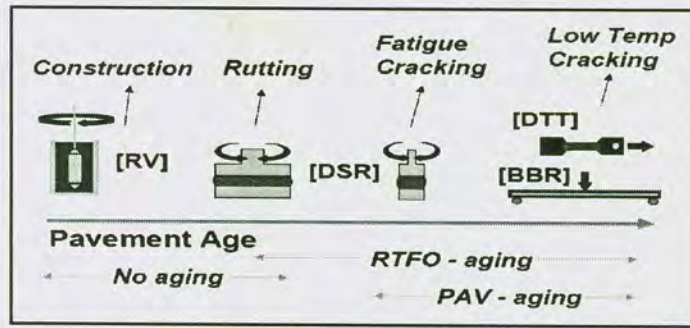 Construction Rutting Fatigue Cracking Low Temp Cracking
[RV] [DSR] [DTT]
[BBR]
Pavement Age
No aging RTFO - aging
PAV - aging